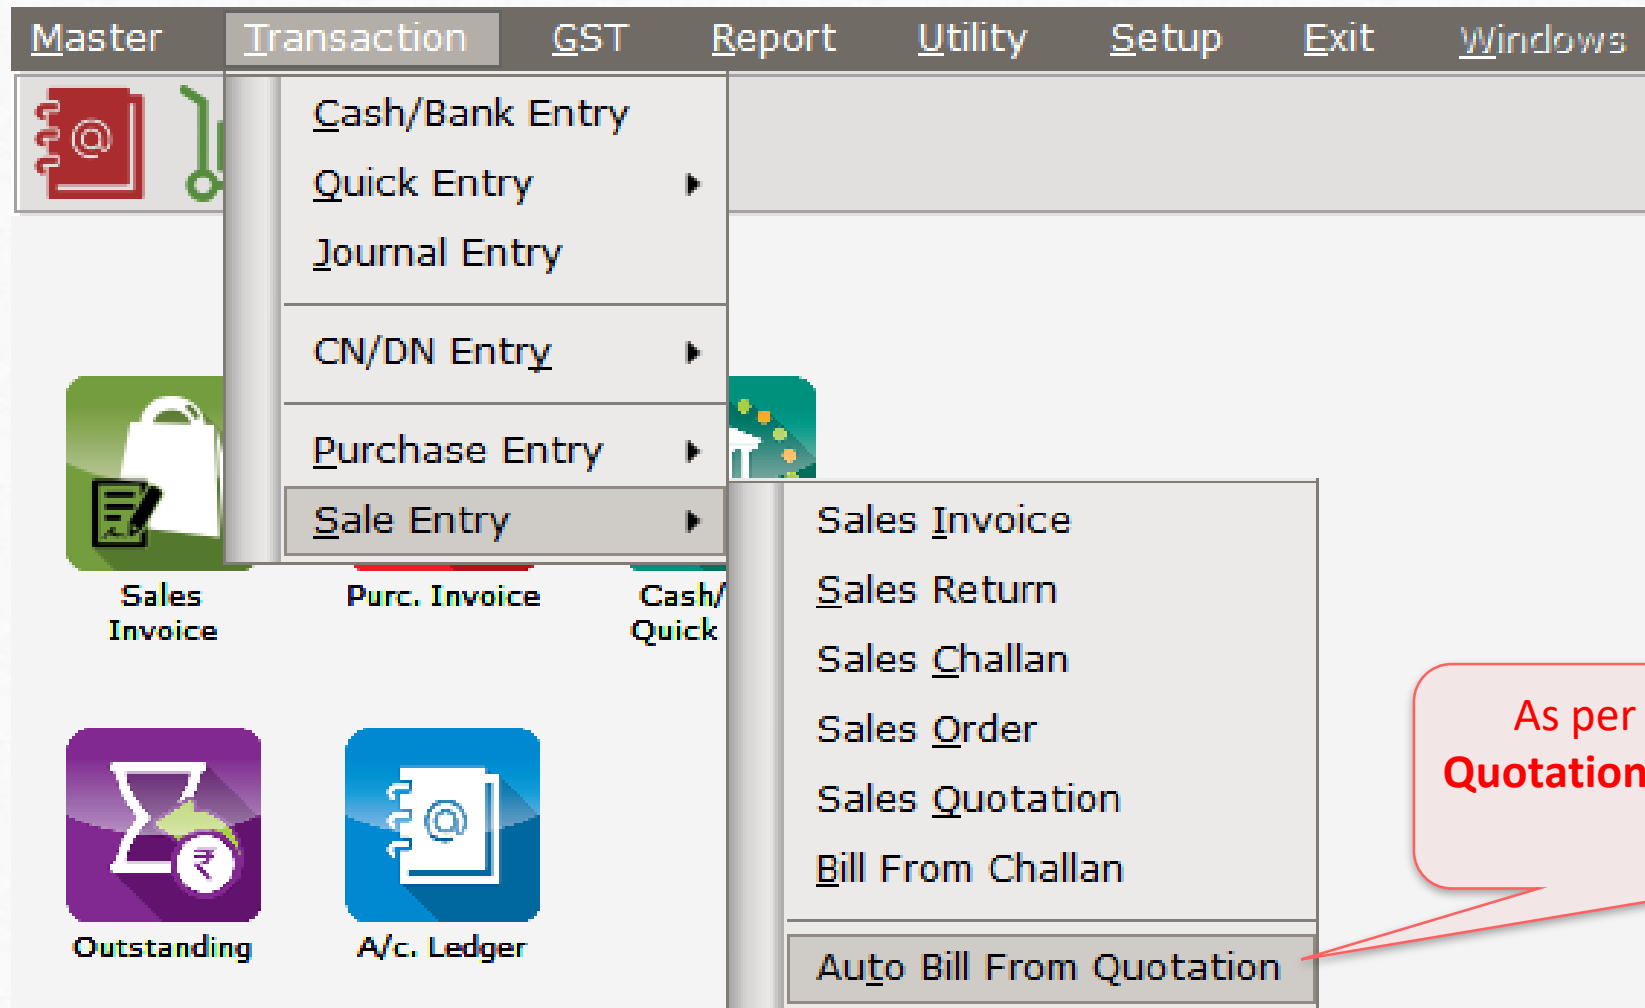 Master Transaction GST Report Utility Setup Exit Windows
Cash/Bank Entry
Quick Entry
Journal Entry
CN/DN Entry
Purchase Entry
Sale Entry
Sales Invoice
Sales Return
Sales Challan
Sales Order
Sales Quotation
Bill From Challan
Auto Bill From Quotation
Sales
Invoice
Purc. Invoice
Cash/
Quick
Outstanding
A/c. Ledger
As per
Quotation